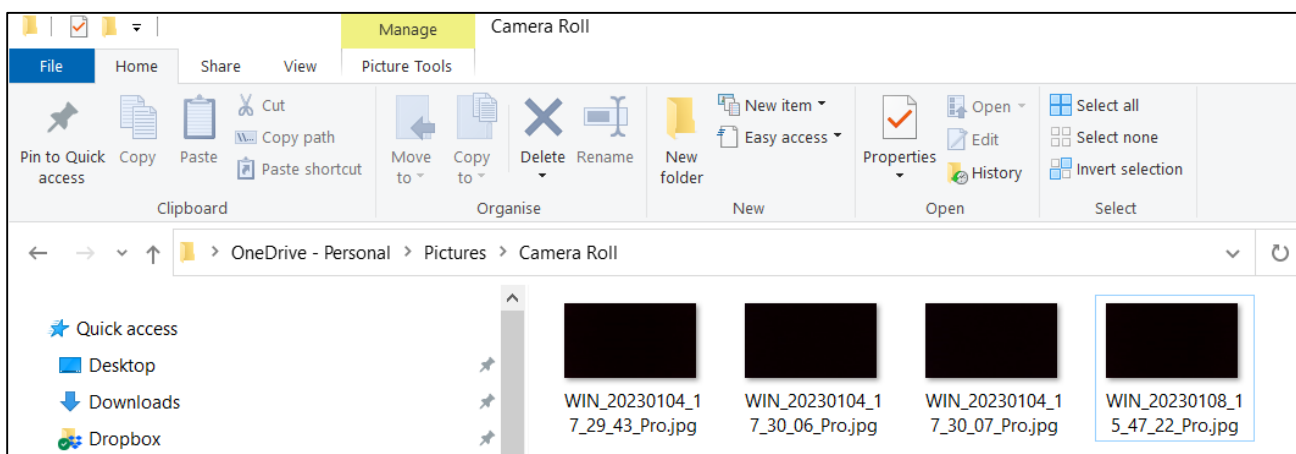 Manage
Camera Roll
File
Home
Share
View
Picture Tools
Pin to Quick
access
Copy
Paste
Cut
Copy path
Paste shortcut
Clipboard
Move
to
Copy
to
Delete
Rename
Organise
New
folder
New item
Easy access
New
Properties
Open
Edit
History
Open
Select all
Select none
Invert selection
Select
OneDrive - Personal > Pictures > Camera Roll
Quick access
Desktop
Downloads
Dropbox
WIN_20230104_1
7_29_43_Pro.jpg
WIN_20230104_1
7_30_06_Pro.jpg
WIN_20230104_1
7_30_07_Pro.jpg
WIN_20230108_1
5_47_22_Pro.jpg